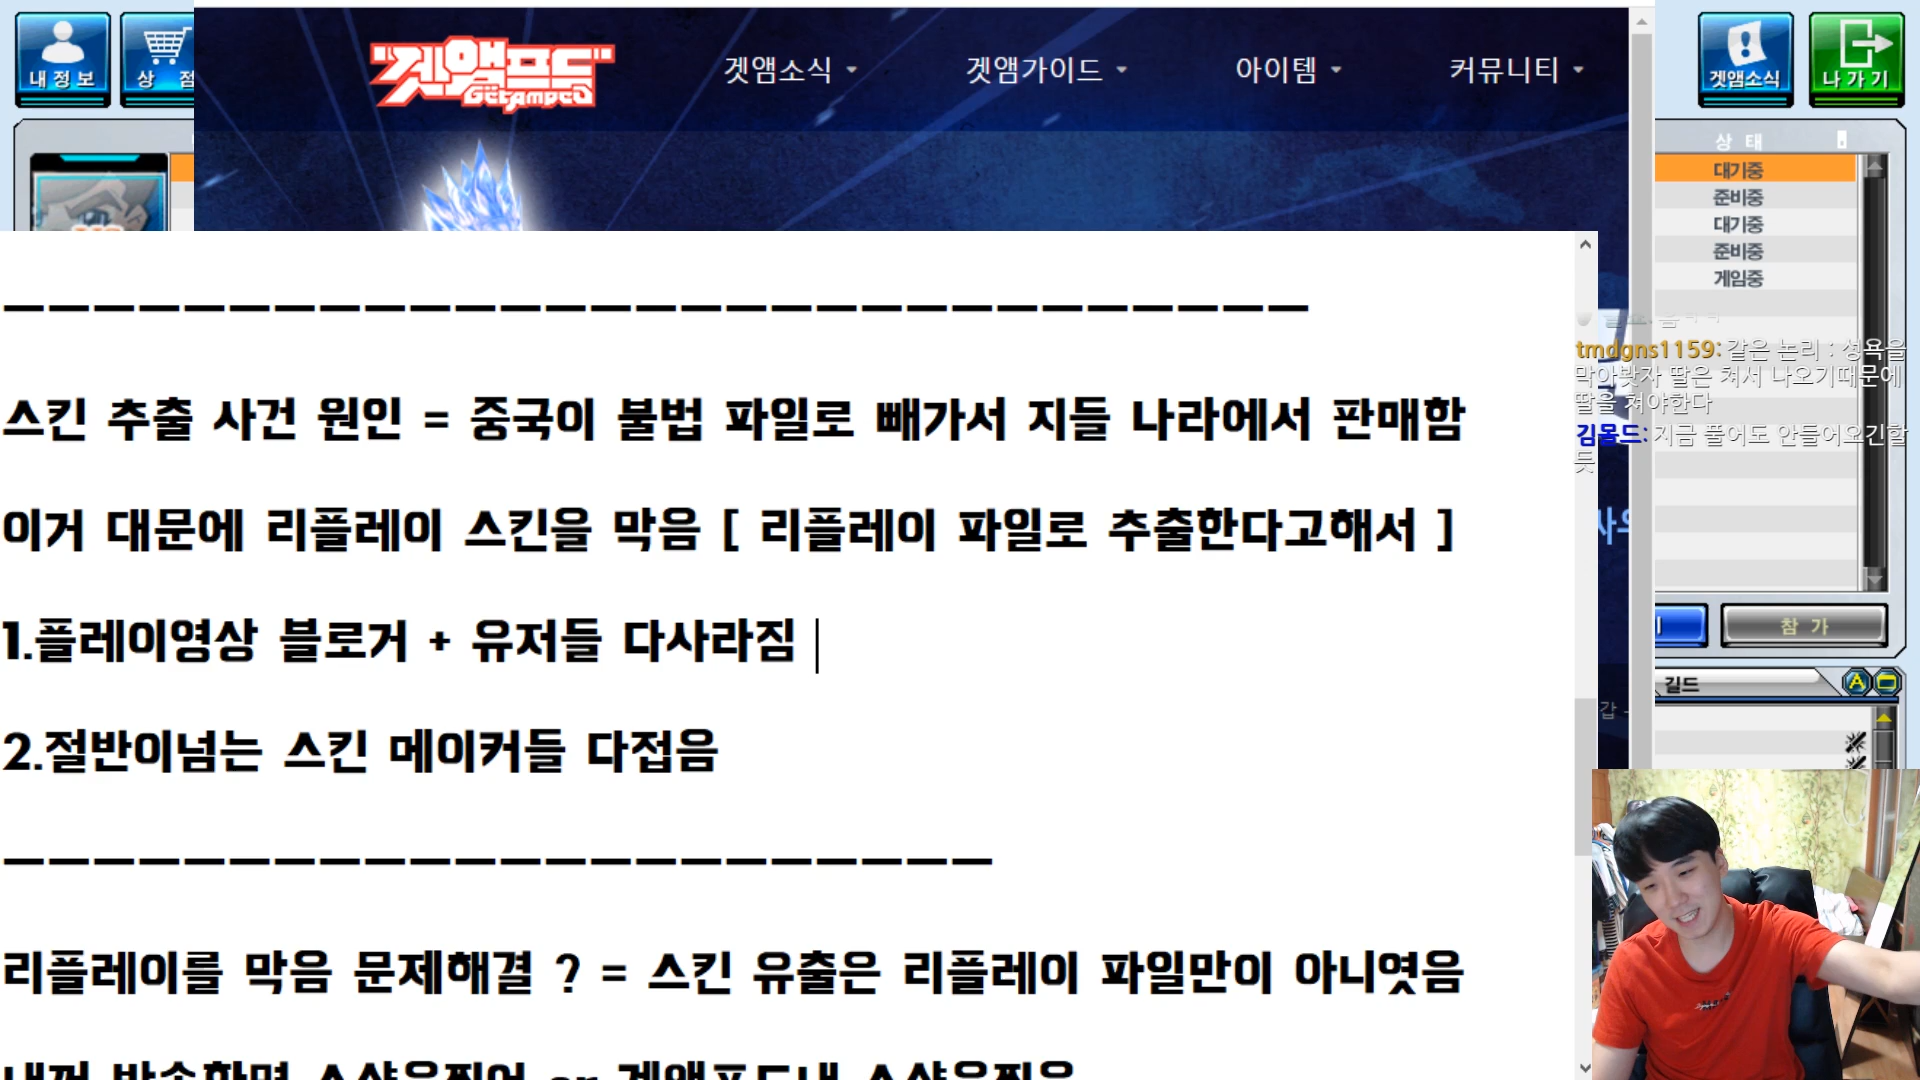 내정보
상 점
겟앰프드
GetAmped
겟앰소식
겟앰가이드
아이템
커뮤니티
겟앰소식
나가기
상 태
대기중
준비중
대기중
준비중
게임중
tmdgns1159: 같은 논리 : 성욕을
막아봣자 딸은 쳐서 나오기때문에
딸을 쳐야한다
김몰드: 지금 풀어도 안들어오긴할
듯
참 가
길드
ㅡㅡㅡㅡㅡㅡㅡㅡㅡㅡㅡㅡㅡㅡㅡㅡㅡㅡㅡㅡㅡㅡㅡㅡㅡㅡㅡㅡㅡ
스킨 추출 사건 원인 = 중국이 불법 파일로 빼가서 지들 나라에서 판매함
이거 대문에 리플레이 스킨을 막음 [ 리플레이 파일로 추출한다고해서 ]
1.플레이영상 블로거 + 유저들 다사라짐
2.절반이넘는 스킨 메이커들 다접음
ㅡㅡㅡㅡㅡㅡㅡㅡㅡㅡㅡㅡㅡㅡㅡㅡㅡㅡㅡㅡㅡㅡ
리플레이를 막음 문제해결 ? = 스킨 유출은 리플레이 파일만이 아니엿음